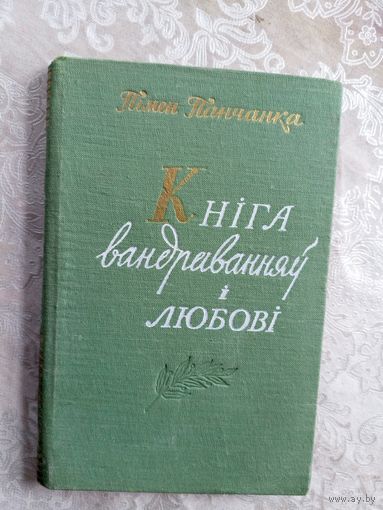 Пімен Панчанка
КНІГА
вандраванняў
і
ЛЮБОВІ
www.ay.by